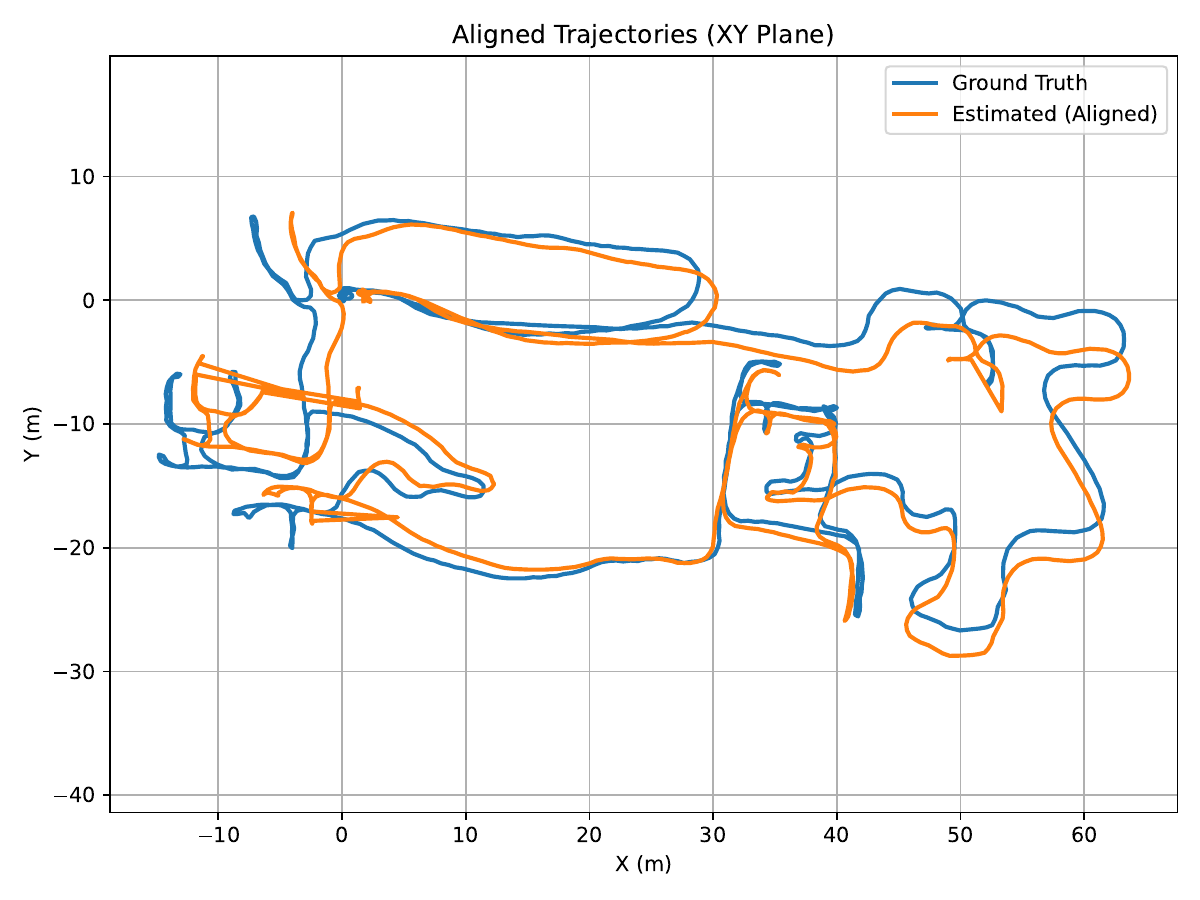 Aligned Trajectories (XY Plane)
Ground Truth
Estimated (Aligned)
10
0
−10
−20
−30
−40
Y (m)
−10
0
10
20
30
40
50
60
X (m)